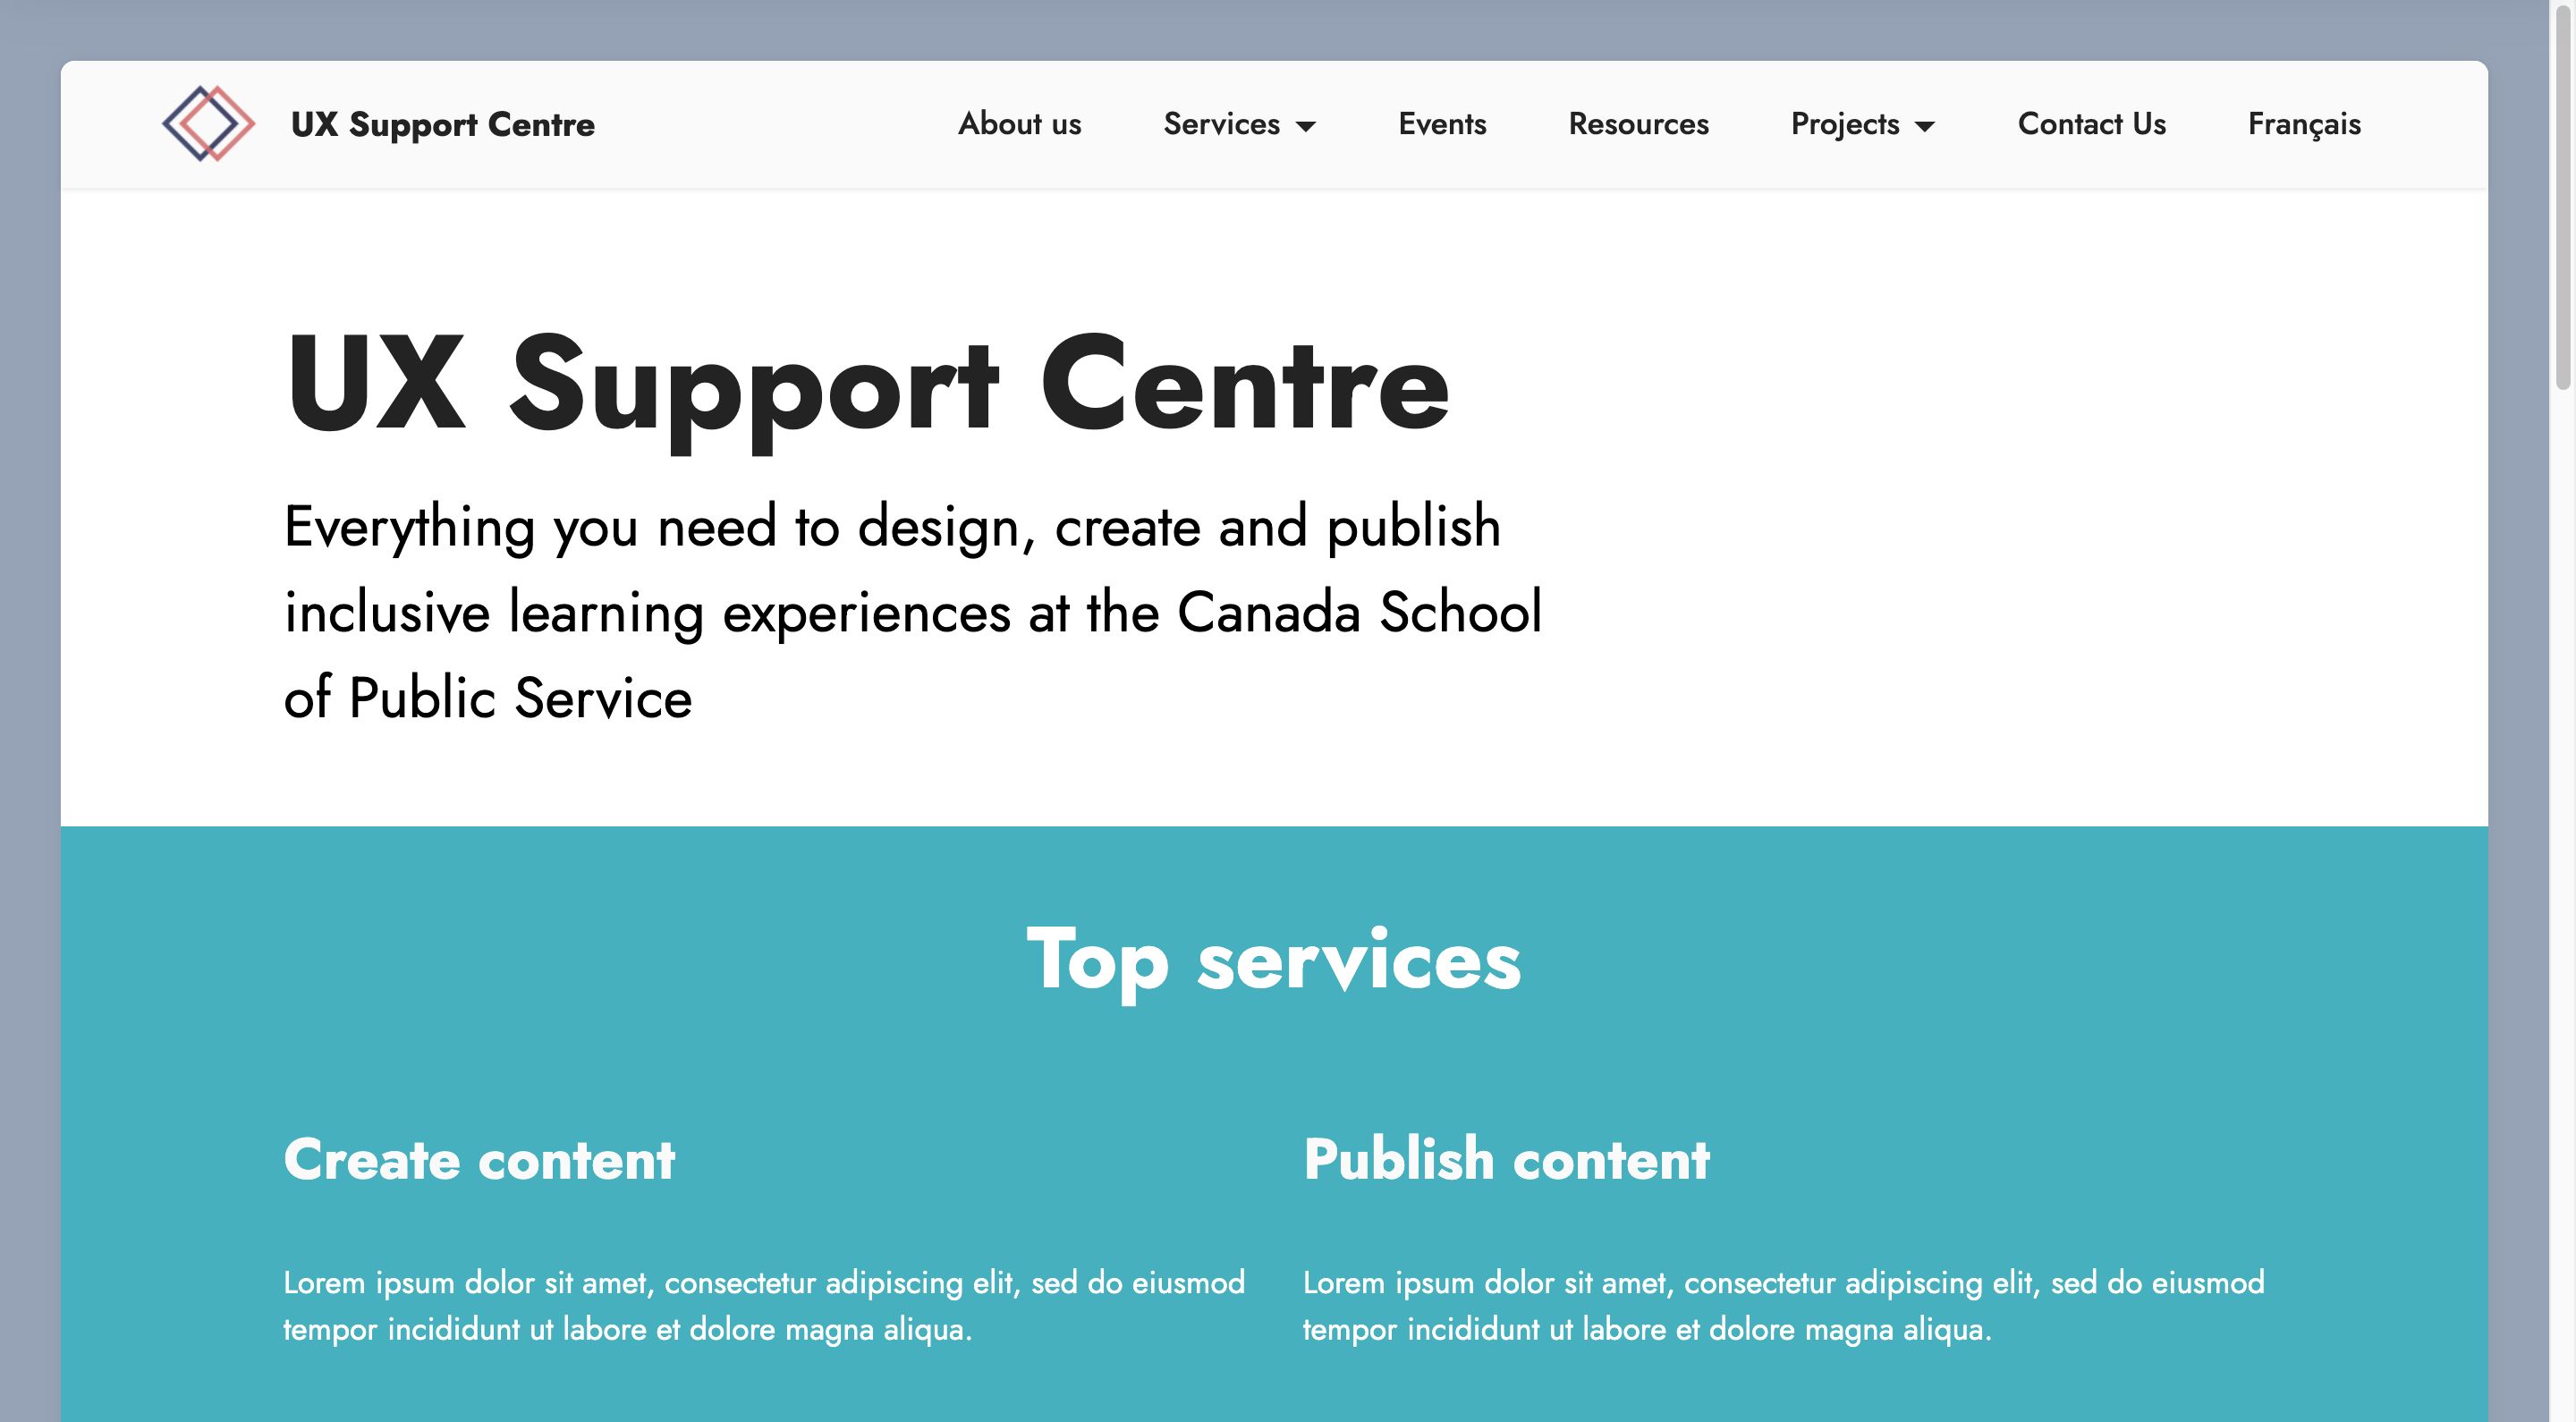 UX Support Centre
About us
Services
Events
Resources
Projects
Contact Us
Français
UX Support Centre
Everything you need to design, create and publish
inclusive learning experiences at the Canada School
of Public Service
Top services
Create content
Lorem ipsum dolor sit amet, consectetur adipiscing elit, sed do eiusmod
tempor incididunt ut labore et dolore magna aliqua.
Publish content
Lorem ipsum dolor sit amet, consectetur adipiscing elit, sed do eiusmod
tempor incididunt ut labore et dolore magna aliqua.